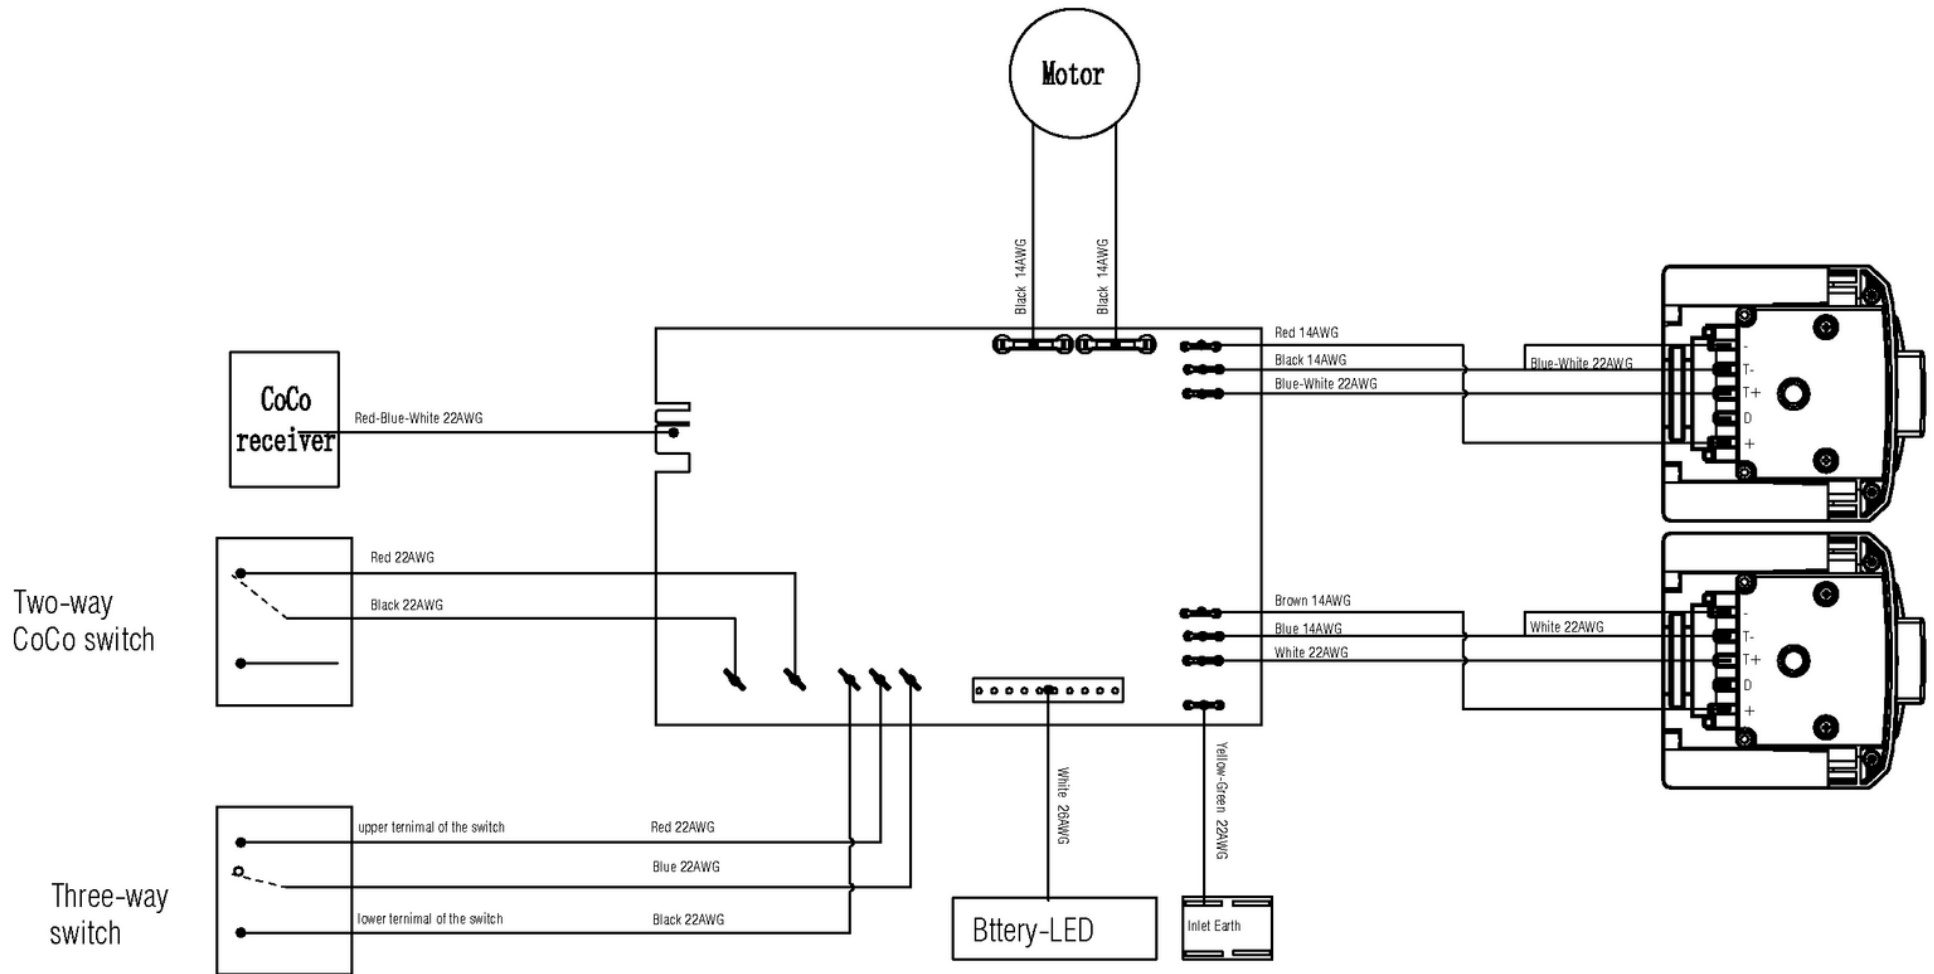 Motor
Black 14AWG
Black 14AWG
Red 14AWG
Black 14AWG
Blue-White 22AWG
Blue-White 22AWG
-
T-
T+
D
+
CoCo
receiver
Red-Blue-White 22AWG
Two-way
CoCo switch
Red 22AWG
Black 22AWG
Brown 14AWG
Blue 14AWG
White 22AWG
White 22AWG
-
T-
T+
D
+
Three-way
switch
upper ternimal of the switch
Red 22AWG
Blue 22AWG
lower ternimal of the switch
Black 22AWG
White 26AWG
Yellow-Green 22AWG
Bttery-LED
Inlet Earth